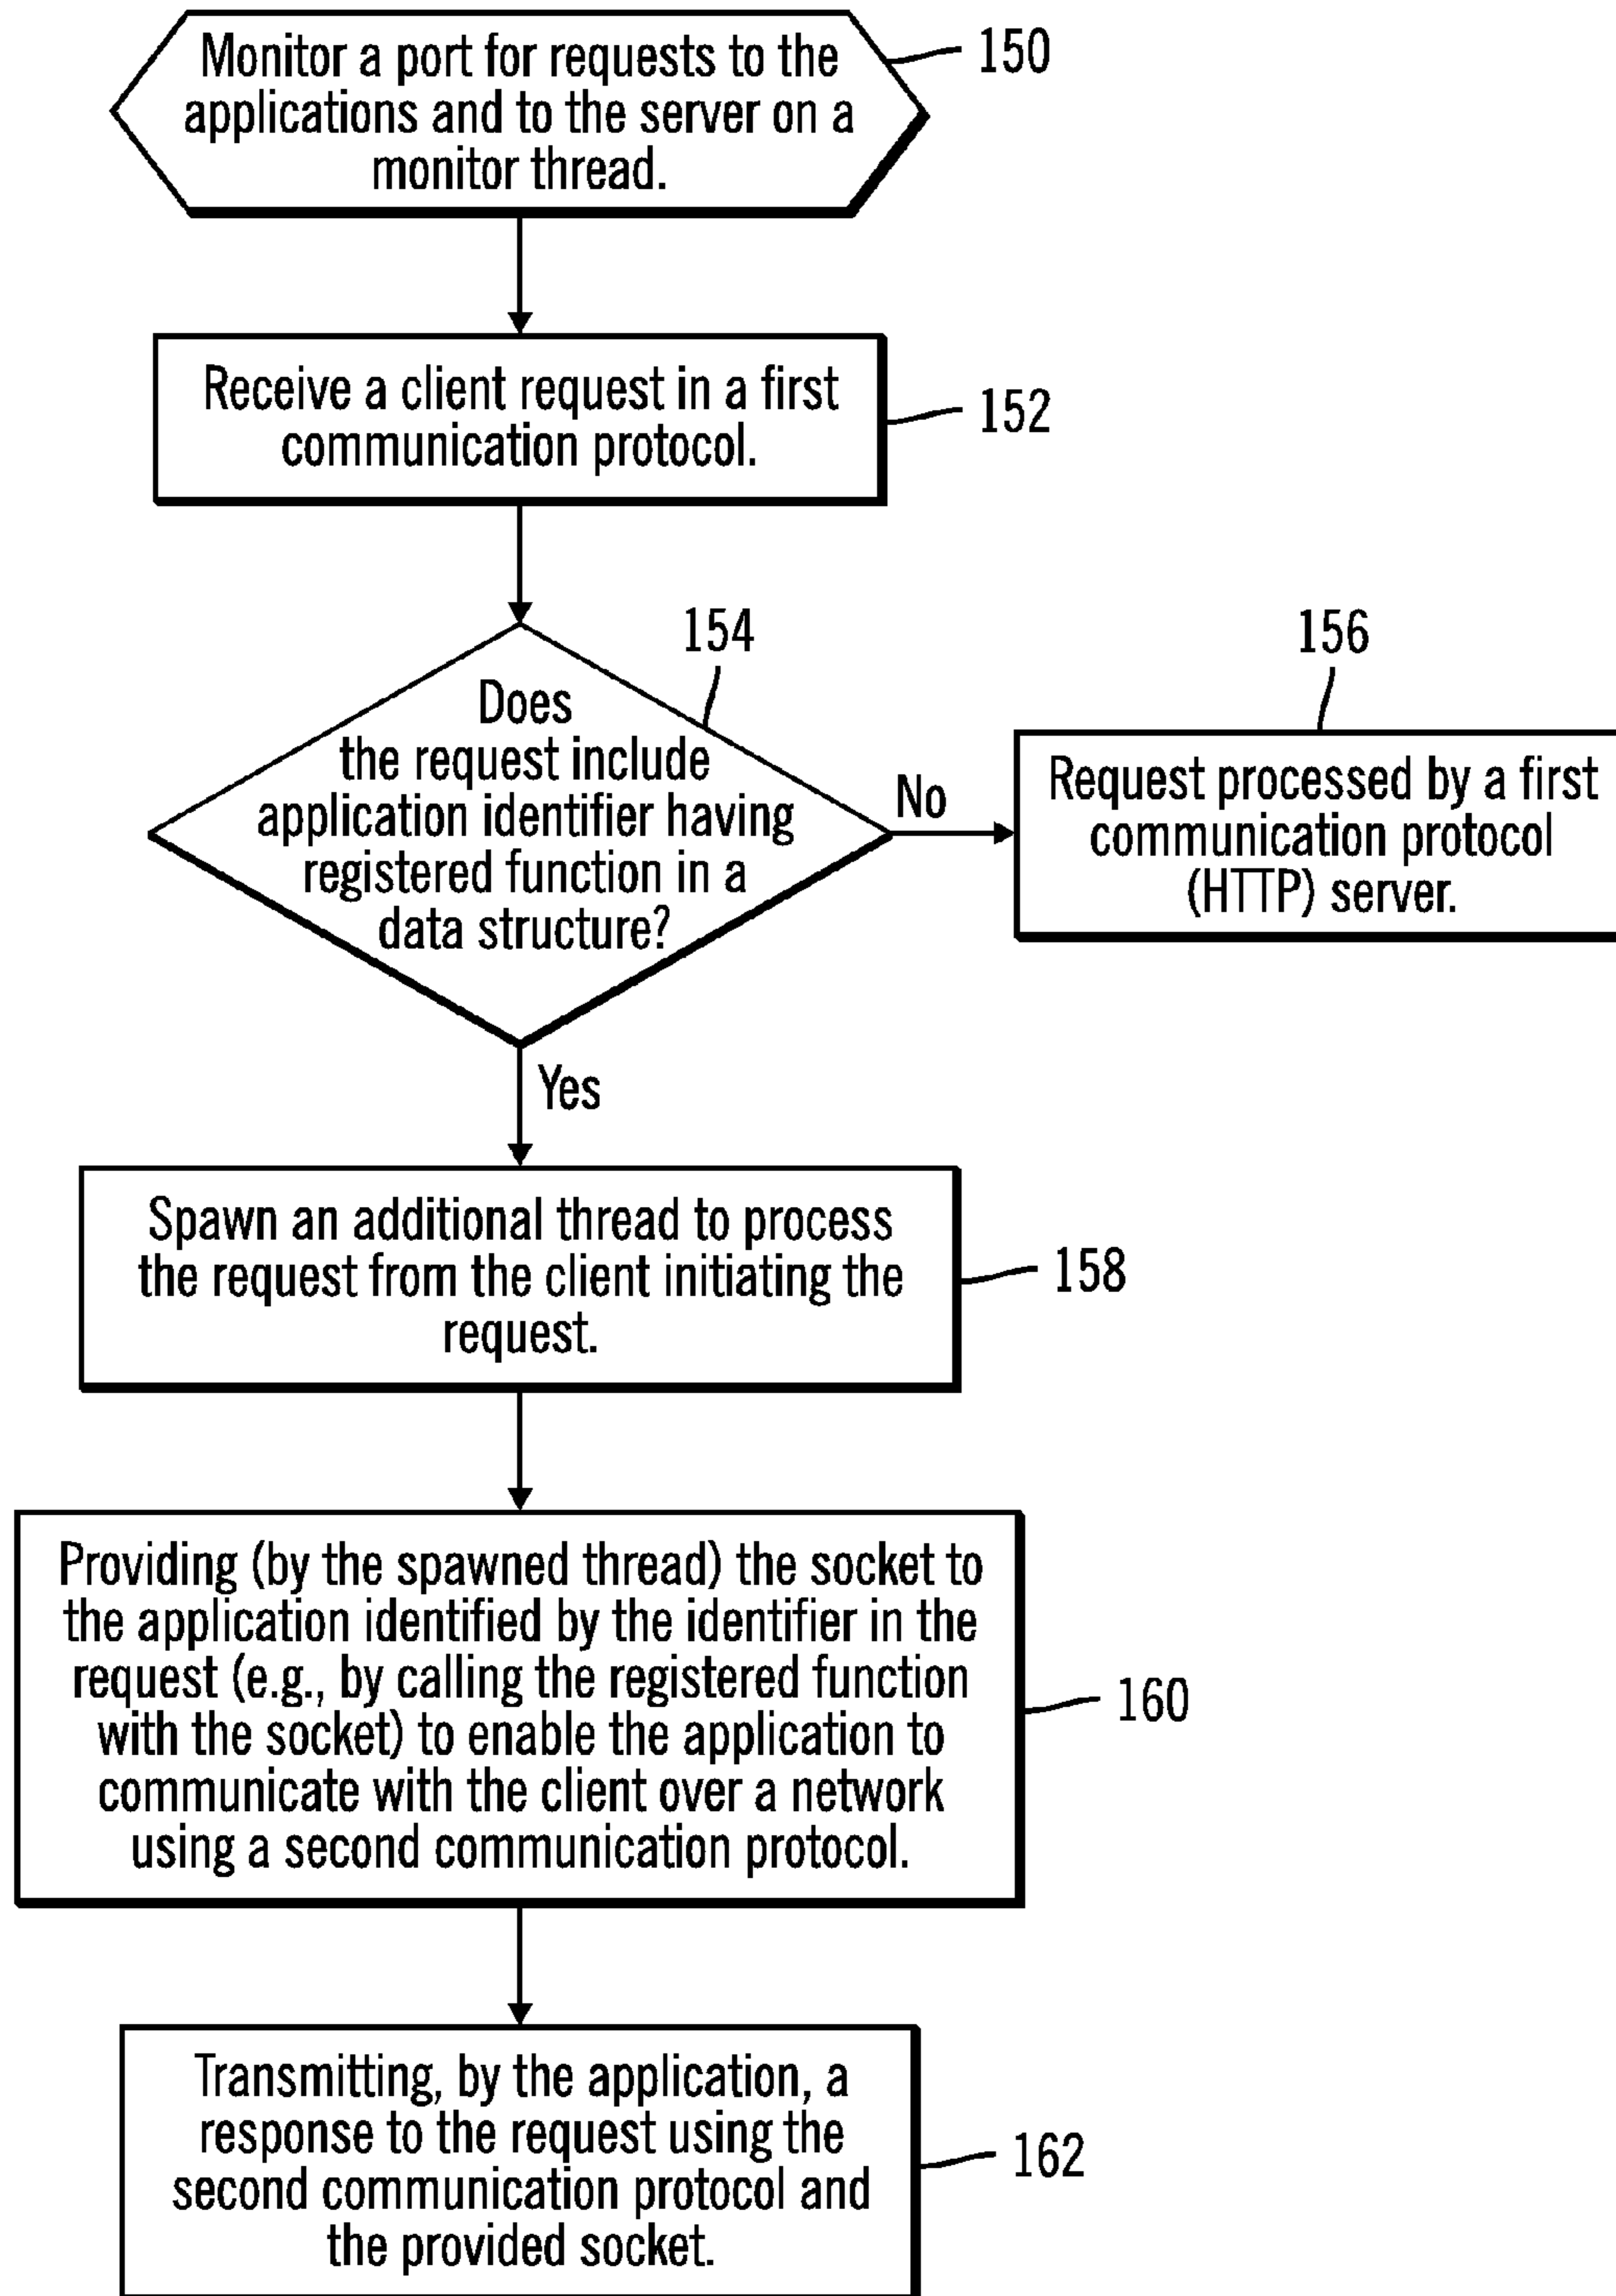 Monitor a port for requests to the
applications and to the server on a
monitor thread.
150
Receive a client request in a first
communication protocol.
152
154
Does
the request include
application identifier having
registered function in a
data structure?
No
156
Request processed by a first
communication protocol
(HTTP) server.
Yes
Spawn an additional thread to process
the request from the client initiating the
request.
158
Providing (by the spawned thread) the socket to
the application identified by the identifier in the
request (e.g., by calling the registered function
with the socket) to enable the application to
communicate with the client over a network
using a second communication protocol.
160
Transmitting, by the application, a
response to the request using the
second communication protocol and
the provided socket.
162